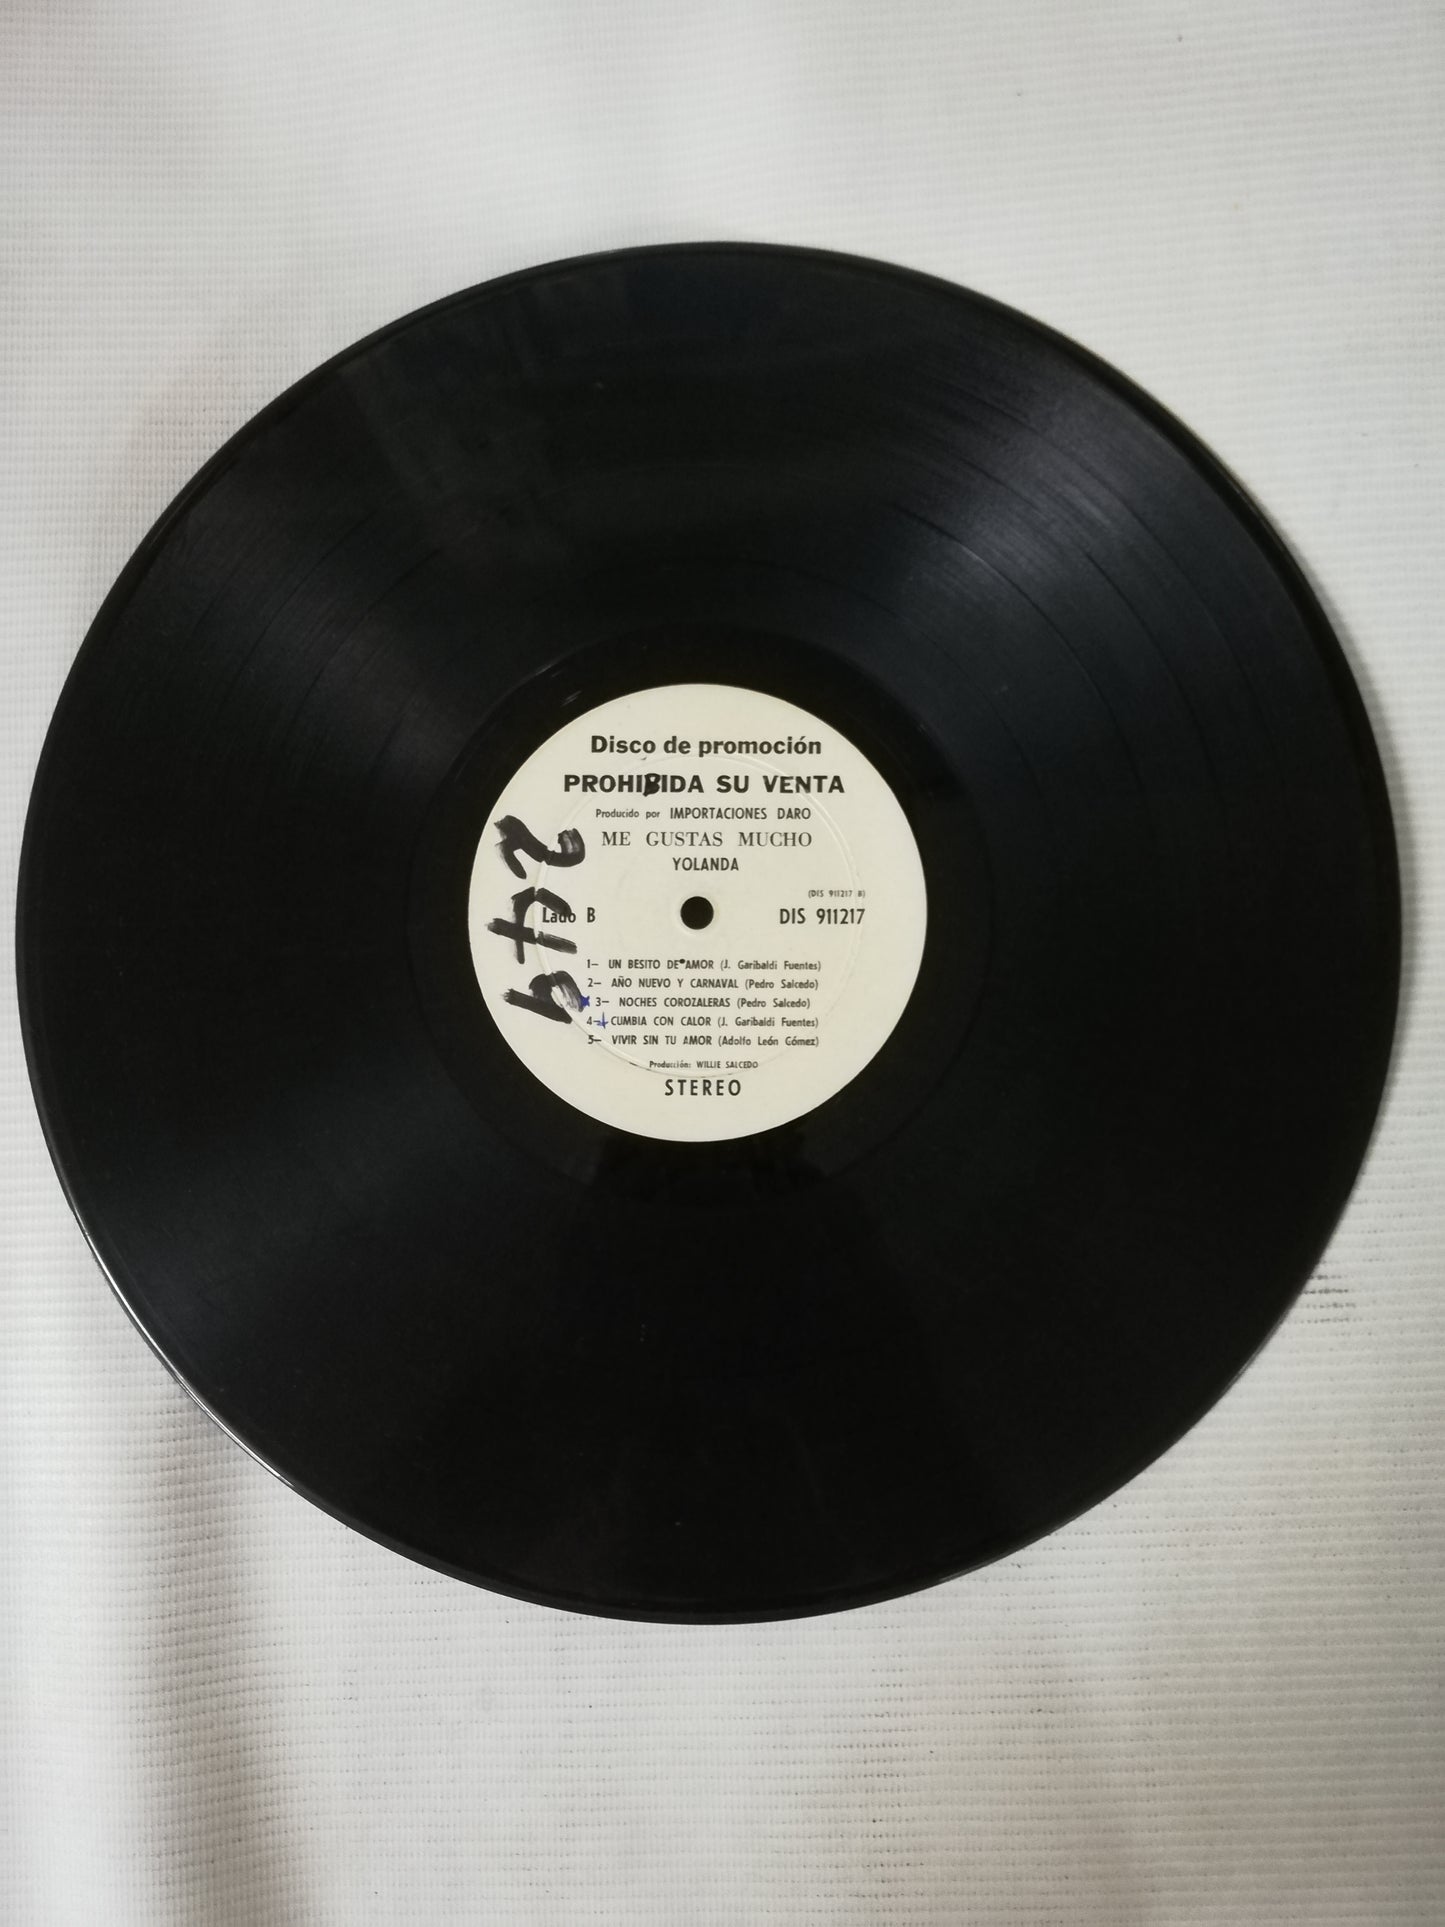 Disco de promoción
PROHIBIDA SU VENTA
Producido por IMPORTACIONES DARO
ME GUSTAS MUCHO
YOLANDA
(DIS 911217 B)
Lado B DIS 911217
1– UN BESITO DE AMOR (J. Garibaldi Fuentes)
2– AÑO NUEVO Y CARNAVAL (Pedro Salcedo)
3– NOCHES COROZALERAS (Pedro Salcedo)
4– CUMBIA CON CALOR (J. Garibaldi Fuentes)
5– VIVIR SIN TU AMOR (Adolfo León Gómez)
Producción: WILLIE SALCEDO
STEREO